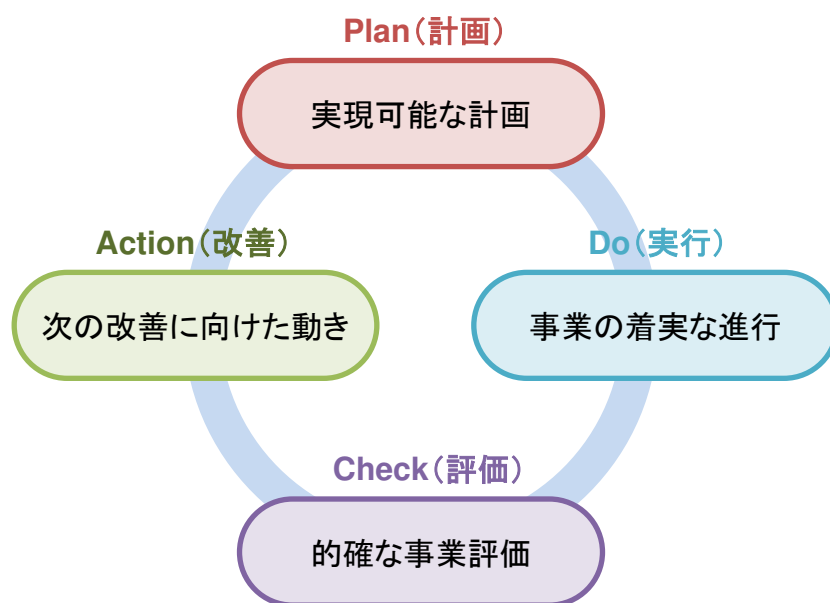 Plan（計画）
実現可能な計画
Action（改善）
次の改善に向けた動き
Do（実行）
事業の着実な進行
Check（評価）
的確な事業評価